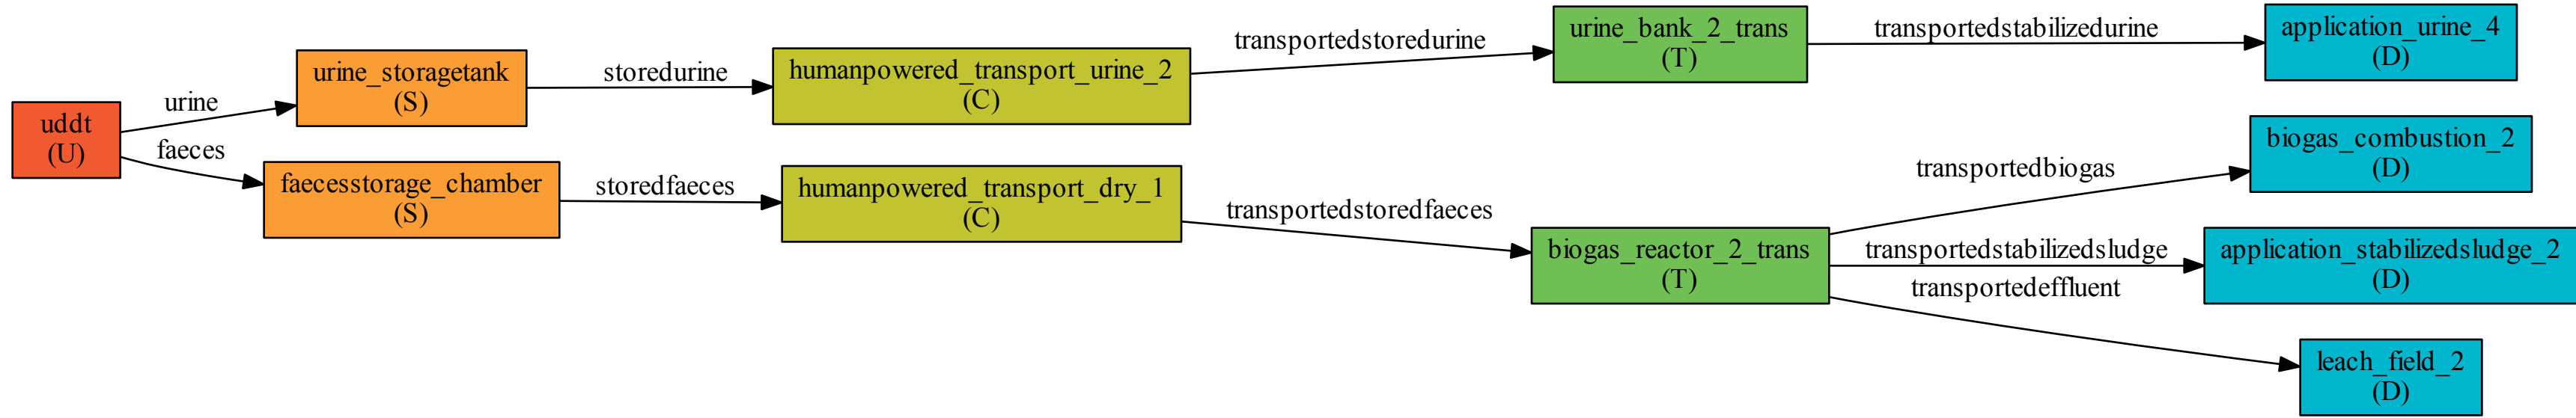 uddt
(U)
urine
faeces
urine_storagetank
(S)
faecesstorage_chamber
(S)
storedurine
storedfaeces
humanpowered_transport_urine_2
(C)
humanpowered_transport_dry_1
(C)
transportedstoredurine
transportedstoredfaeces
urine_bank_2_trans
(T)
biogas_reactor_2_trans
(T)
transportedstabilizedurine
transportedbiogas
transportedstabilizedsludge
transportedeffluent
application_urine_4
(D)
biogas_combustion_2
(D)
application_stabilizedsludge_2
(D)
leach_field_2
(D)